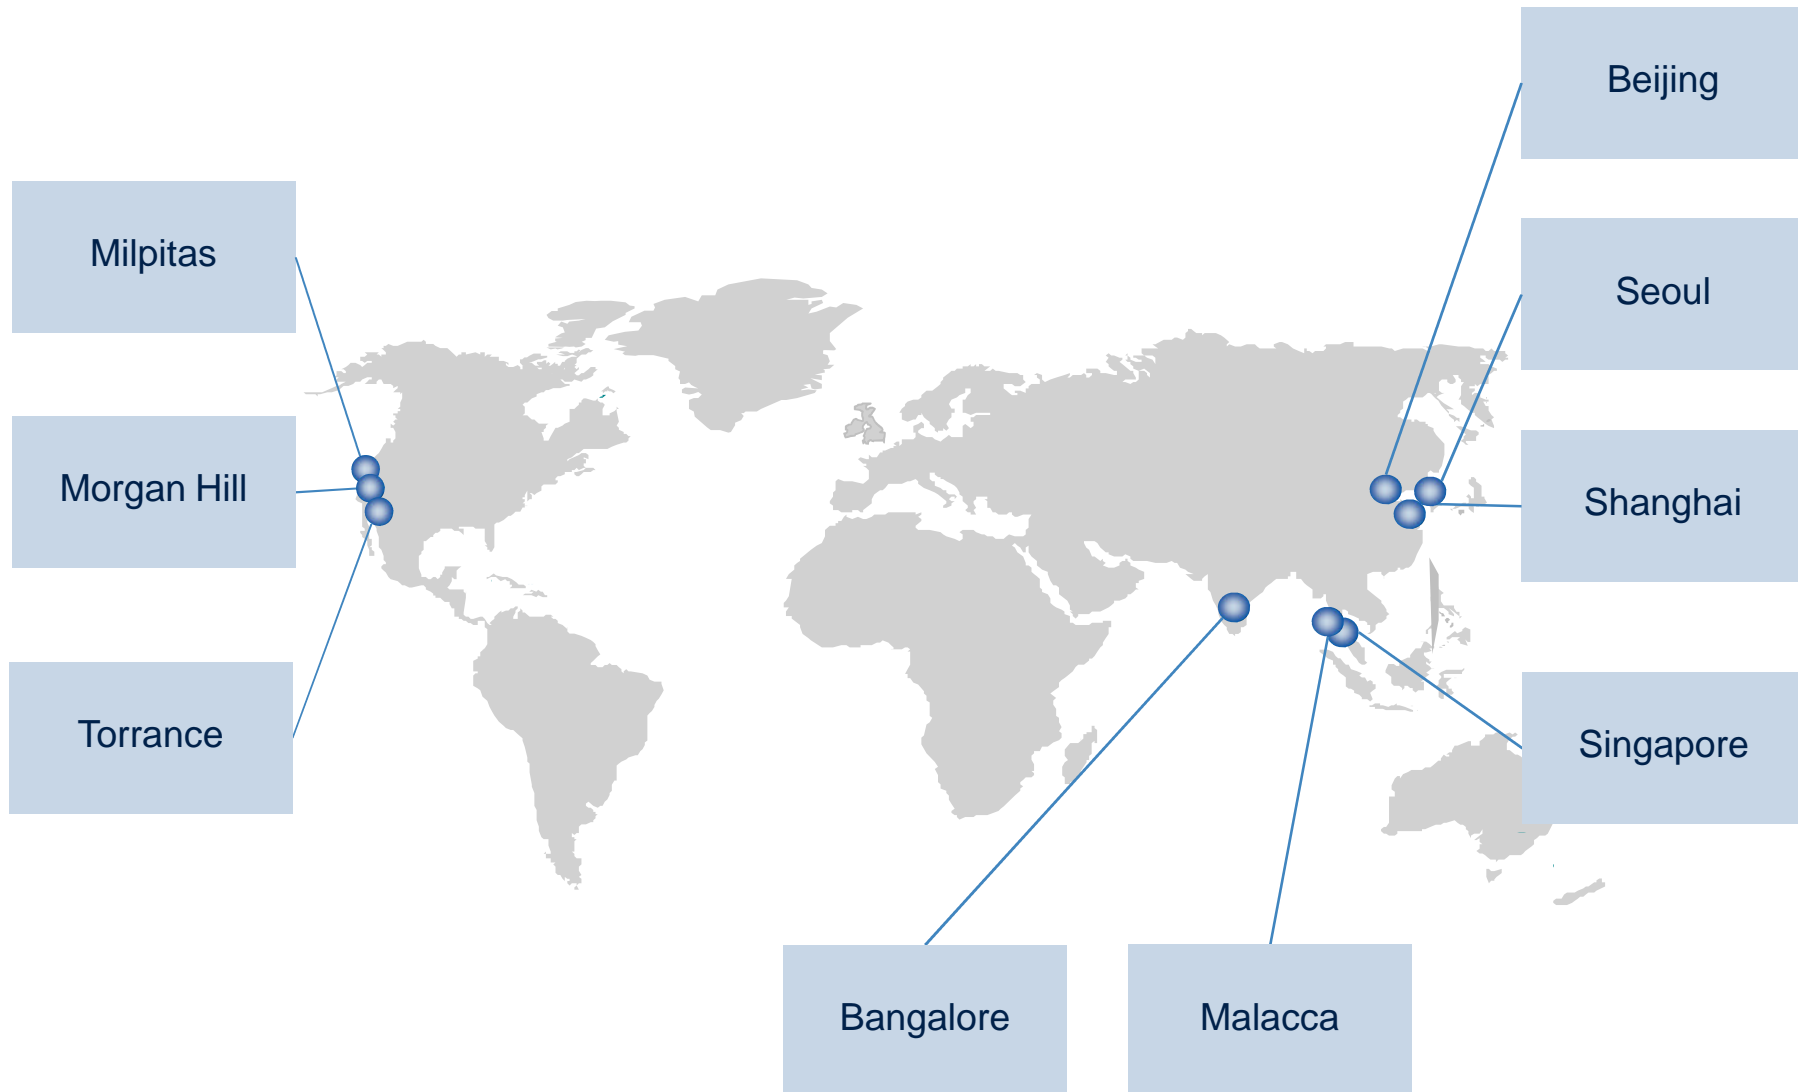 Beijing
Milpitas
Seoul
Morgan Hill
Shanghai
Torrance
Singapore
Bangalore
Malacca